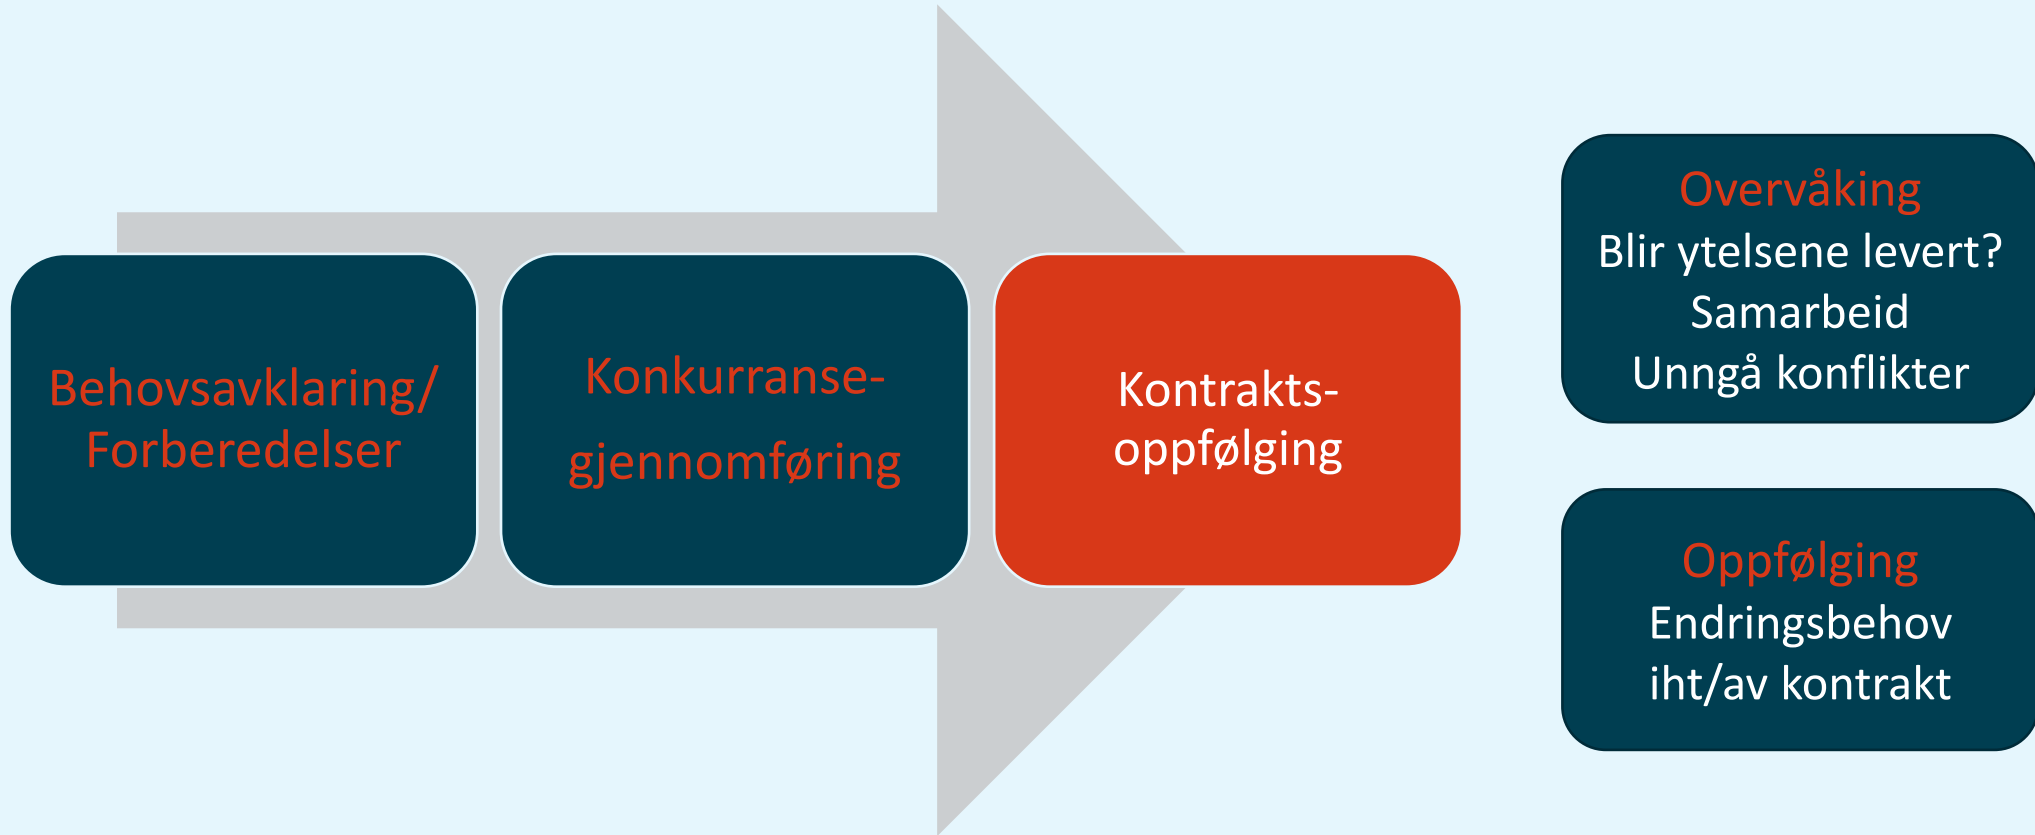 Behovsavklaring/
Forberedelser
Konkurranse-
gjennomføring
Kontrakts-
oppfølging
Overvåking
Blir ytelsene levert?
Samarbeid
Unngå konflikter
Oppfølging
Endringsbehov
iht/av kontrakt